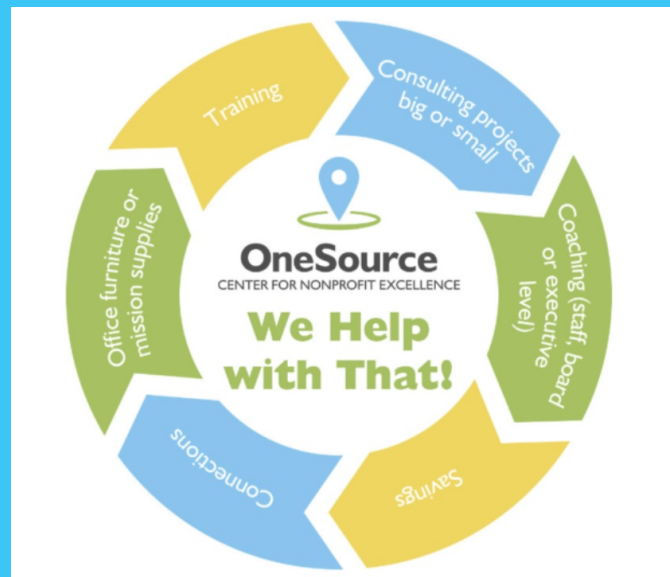 Training
Consulting projects
big or small
Coaching (staff, board
or executive
level)
Savings
Connections
Office furniture or
mission supplies
OneSource
CENTER FOR NONPROFIT EXCELLENCE
We Help
with That!